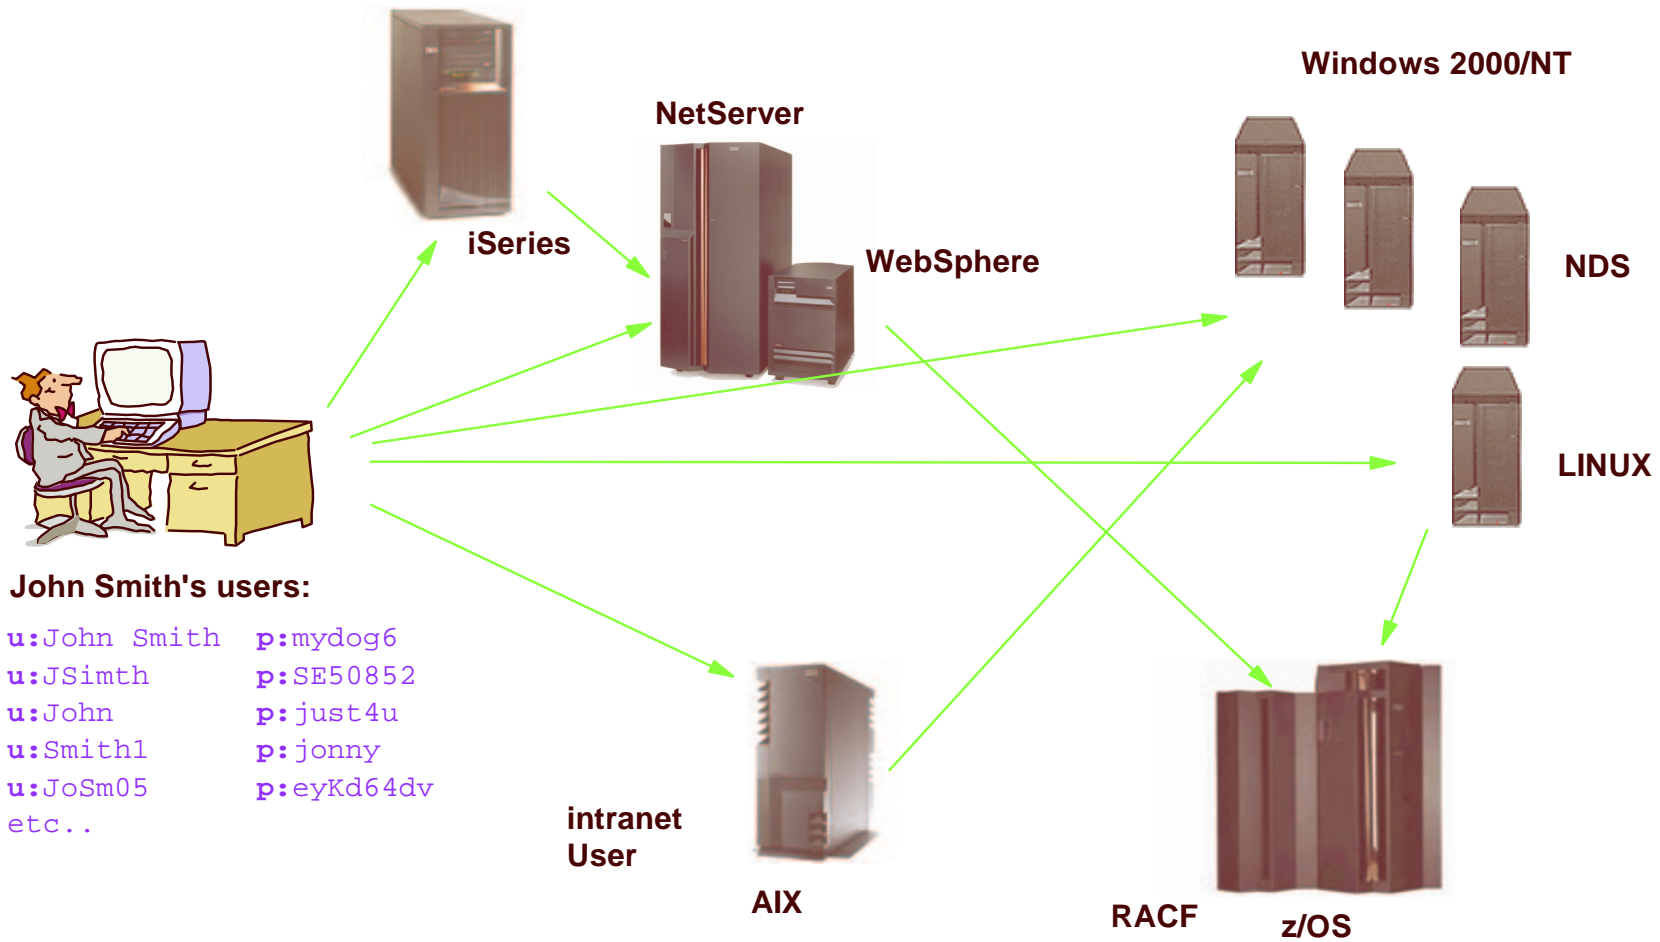 Windows 2000/NT
NetServer
iSeries
WebSphere
NDS
LINUX
John Smith's users:
u:John Smith p:mydog6
u:JSimth p:SE50852
u:John p:just4u
u:Smith1 p:jonny
u:JoSm05 p:eyKd64dv
etc..
intranet
User
AIX
RACF
z/OS